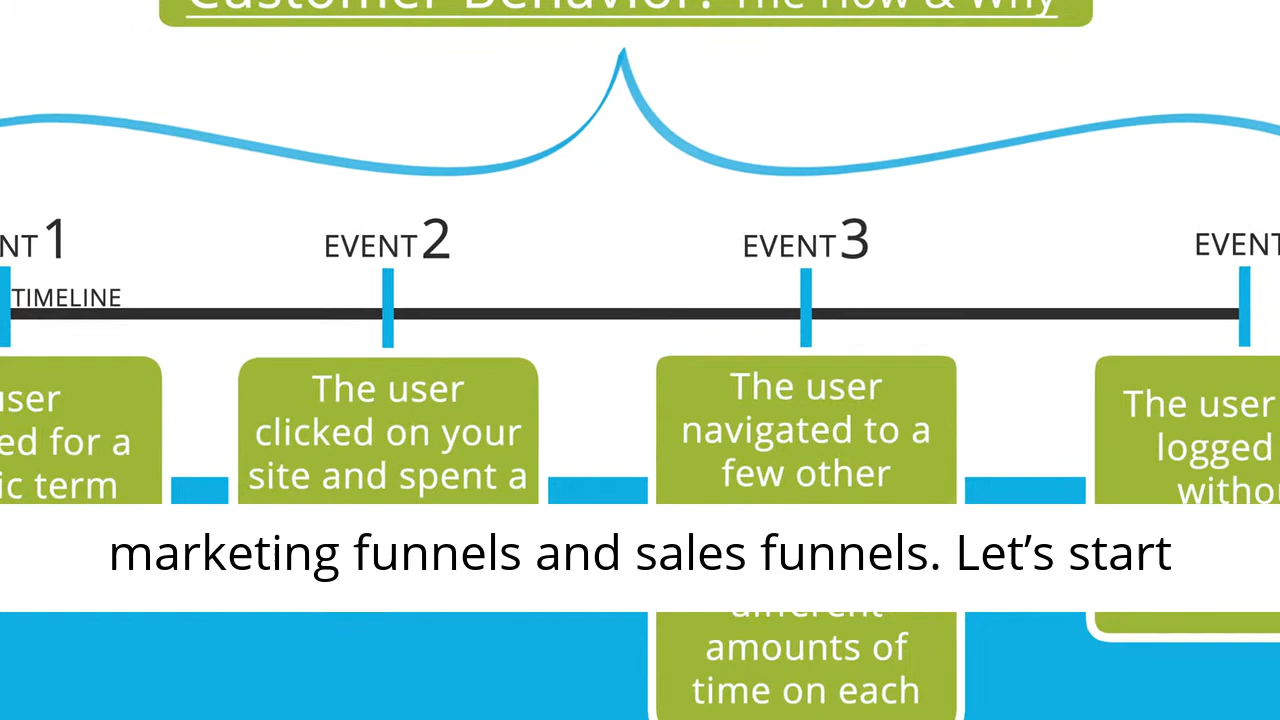 Customer Behavior: The How & Why
NT 1
EVENT 2
EVENT 3
EVENT
TIMELINE
user
ed for a
ic term
The user
clicked on your
site and spent a
The user
navigated to a
few other
different
amounts of
time on each
The user
logged
witho
marketing funnels and sales funnels. Let’s start